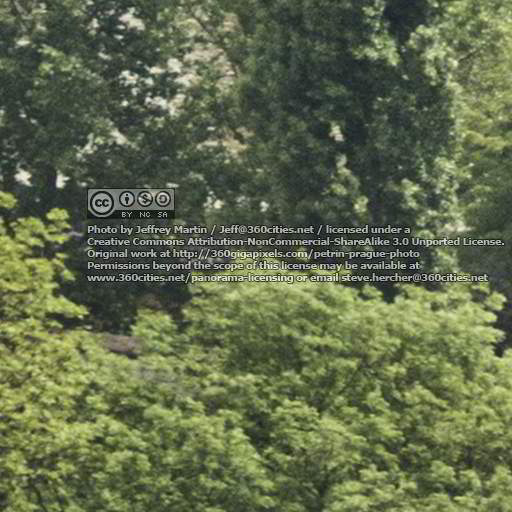 cc
BY NC SA
Photo by Jeffrey Martin / Jeff@360cities.net / licensed under a
Creative Commons Attribution-NonCommercial-ShareAlike 3.0 Unported License.
Original work at http://360gigapixels.com/petrin-prague-photo
Permissions beyond the scope of this license may be available at
www.360cities.net/panorama-licensing or email steve.hercher@360cities.net